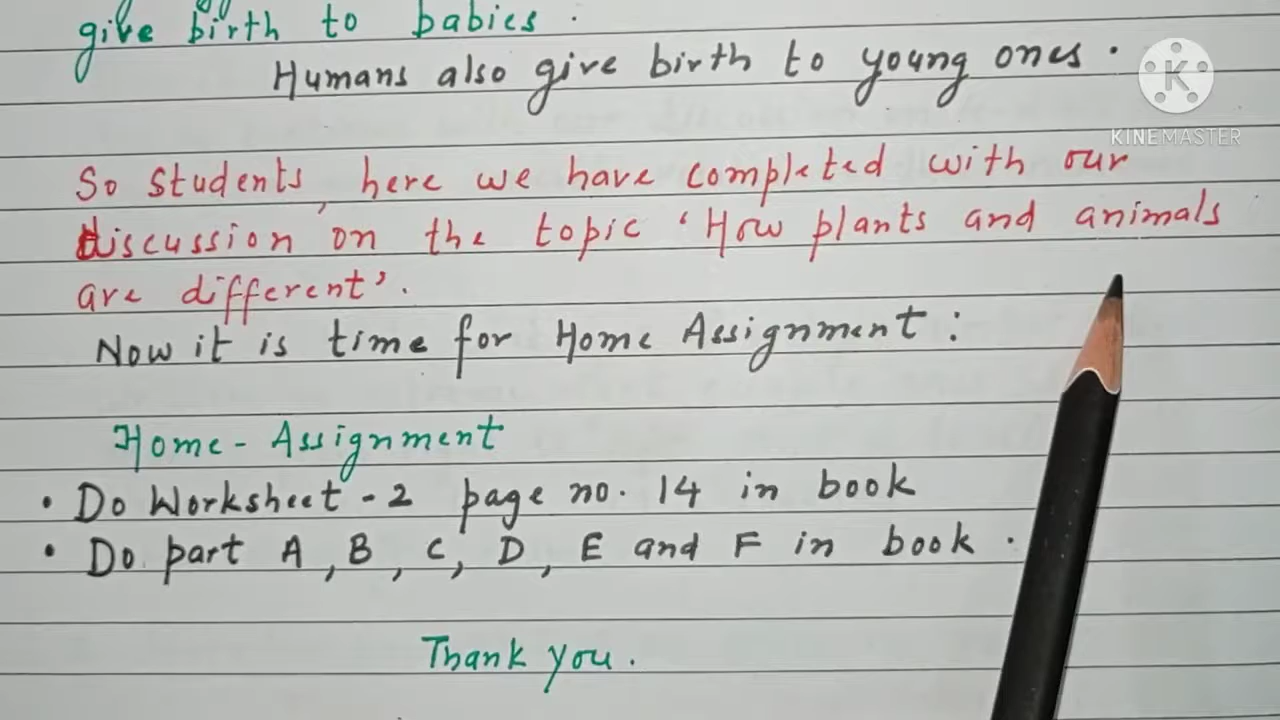 give birth to babies.
Humans also give birth to young ones.
K
KINEMASTER
So students, here we have completed with our
discussion on the topic 'How plants and animals
are different'.
Now it is time for Home Assignment:
Home-Assignment
• Do Worksheet-2 page no. 14 in book
• Do part A, B, C, D, E and F in book.
Thank you.